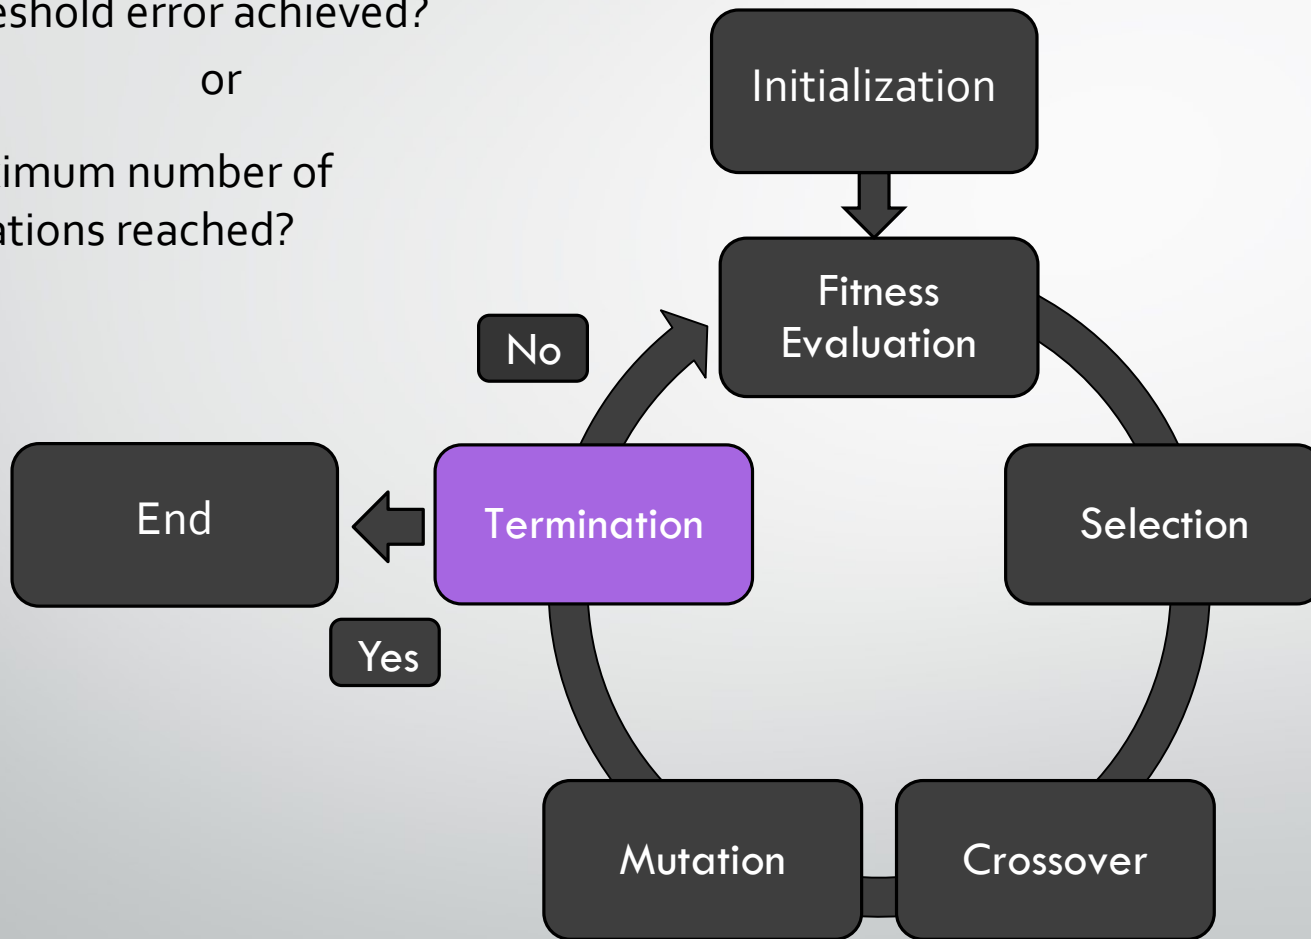 eshold error achieved?
or
imum number of
ations reached?
Initialization
Fitness
Evaluation
No
End
Termination
Selection
Yes
Mutation
Crossover